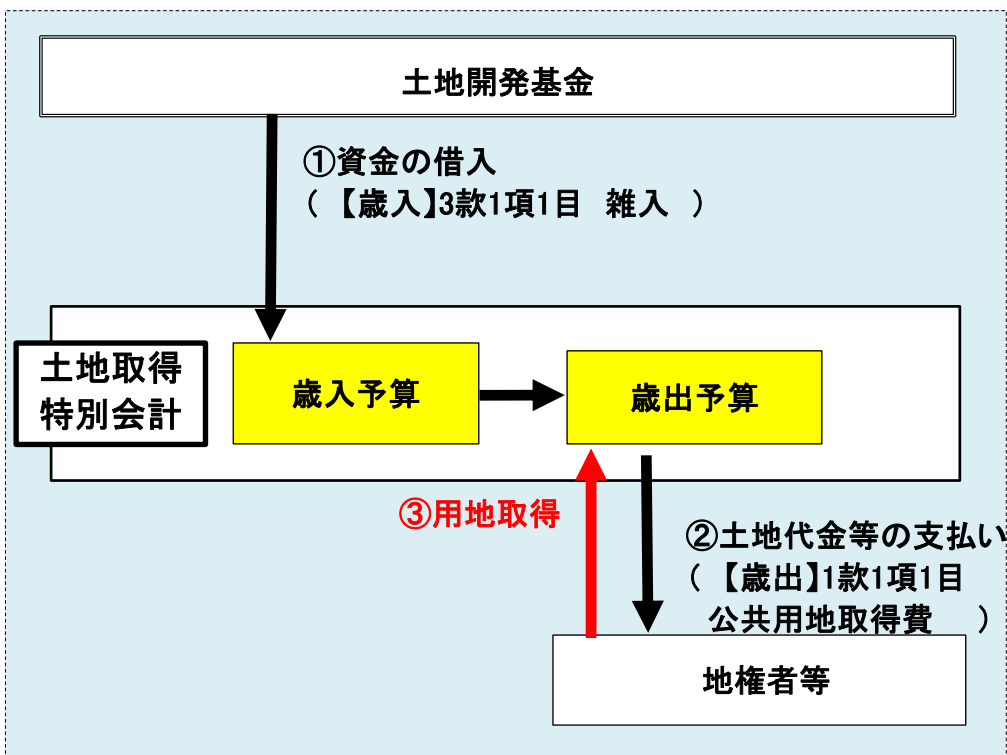 土地開発基金
①資金の借入
（ 【歳入】3款1項1目　雑入　）
土地取得
特別会計
歳入予算
歳出予算
③用地取得
②土地代金等の支払い
（ 【歳出】1款1項1目
公共用地取得費　　）
地権者等